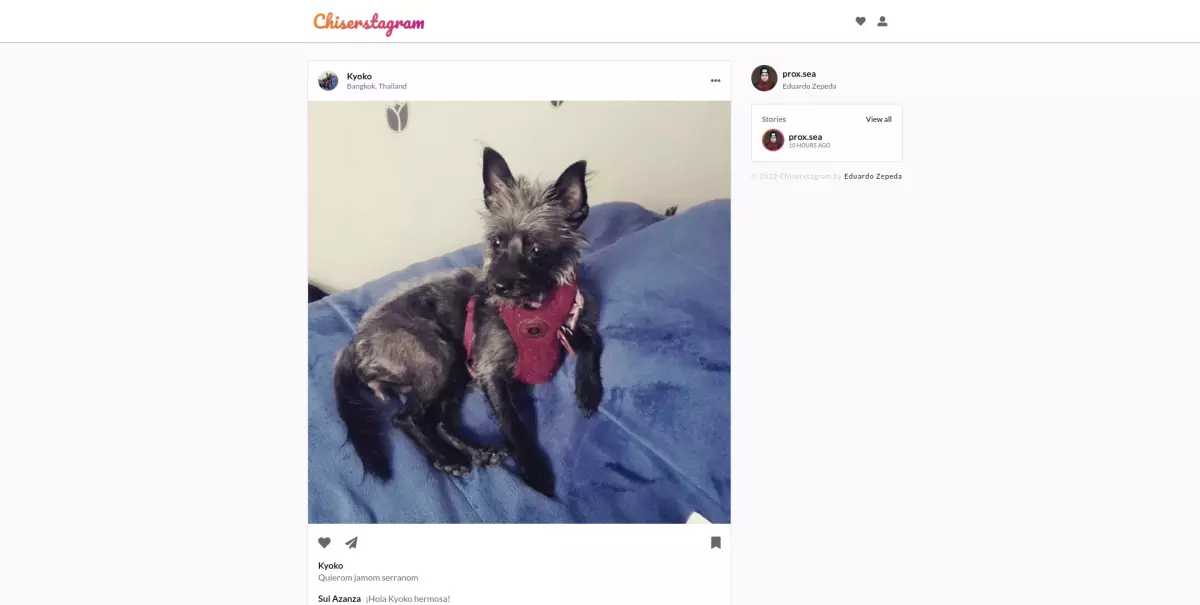 Chiserstagram
Kyoko
Bangkok, Thailand
prox.sea
Eduardo Zepeda
Stories View all
prox.sea
10 HOURS AGO
© 2022 Chiserstagram by Eduardo Zepeda
Kyoko
Quierom Jamom serranom
Sui Azanza ¡Hola Kyoko hermosa!